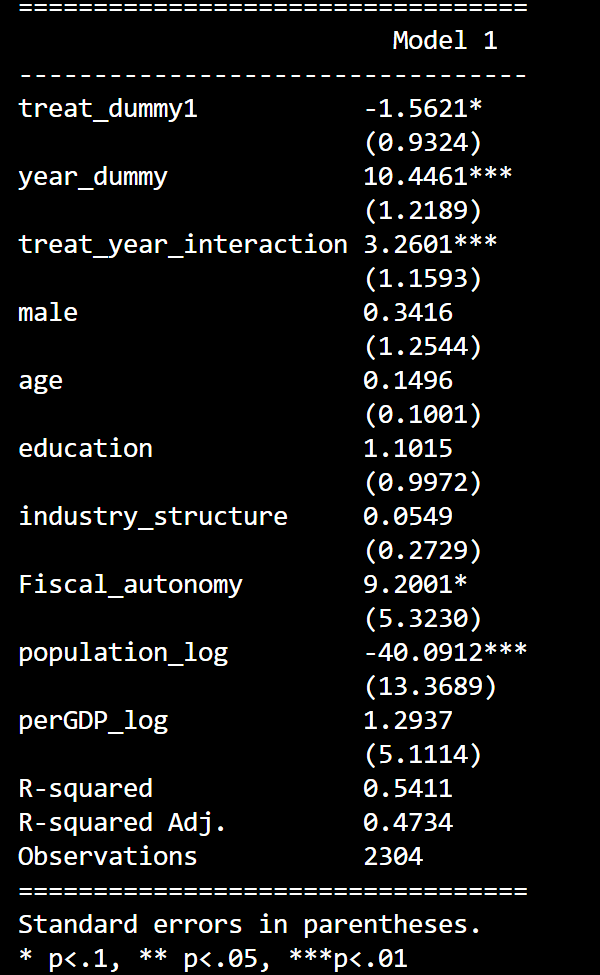 ==================================
                         Model 1
----------------------------------
treat_dummy1           -1.5621*
                       (0.9324)
year_dummy             10.4461***
                       (1.2189)
treat_year_interaction 3.2601***
                       (1.1593)
male                   0.3416
                       (1.2544)
age                    0.1496
                       (0.1001)
education              1.1015
                       (0.9972)
industry_structure     0.0549
                       (0.2729)
Fiscal_autonomy        9.2001*
                       (5.3230)
population_log         -40.0912***
                       (13.3689)
perGDP_log             1.2937
                       (5.1114)
R-squared              0.5411
R-squared Adj.         0.4734
Observations           2304
==================================
Standard errors in parentheses.
* p<.1, ** p<.05, ***p<.01